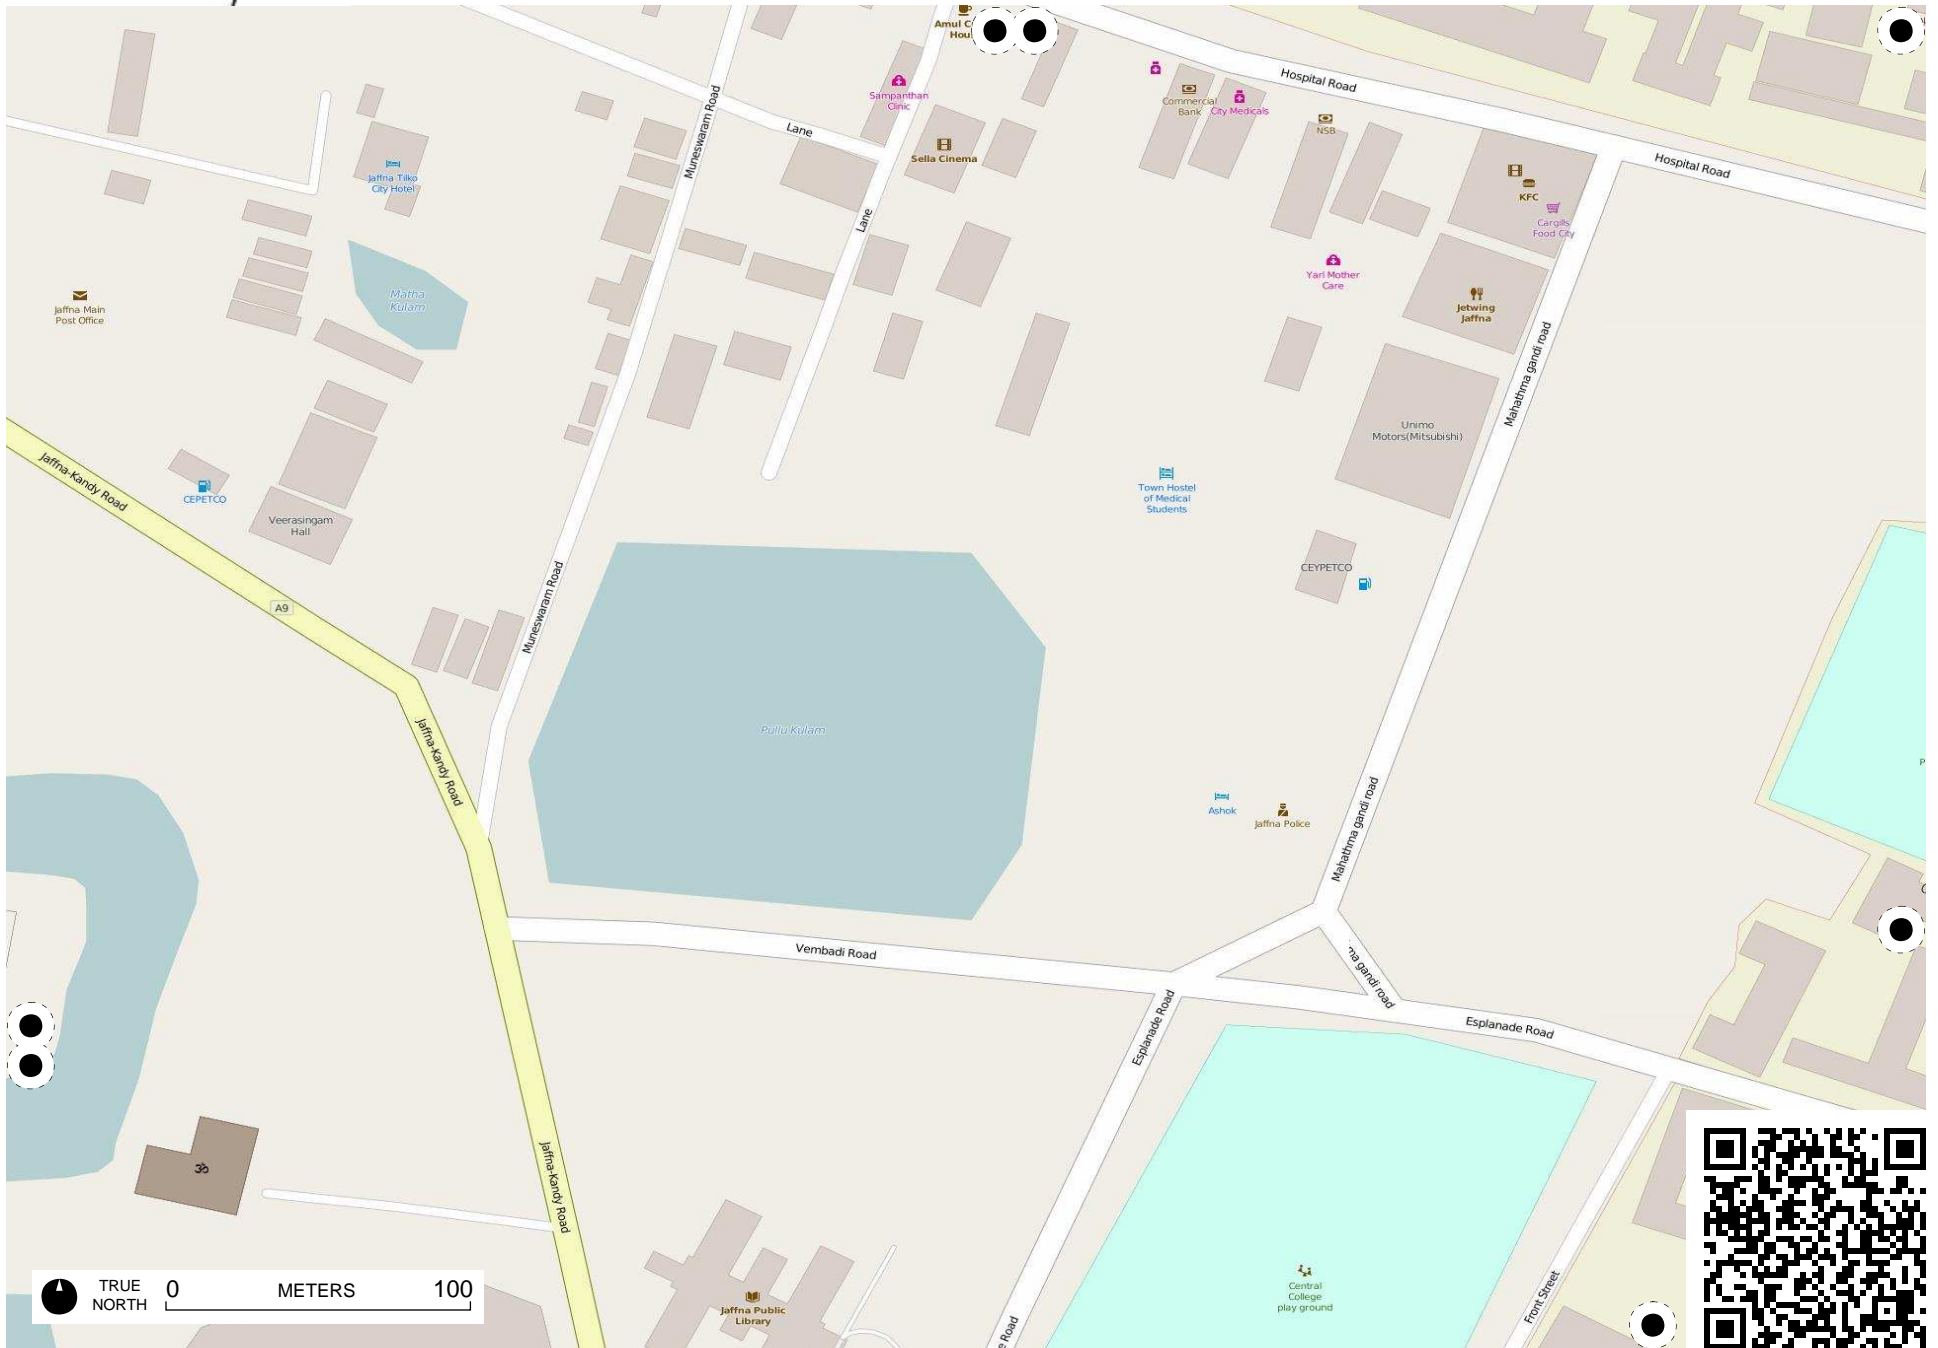 Hospital Road
Sampanthan
Clinic
Commercial
Bank
City Medicals
NSB
Muneswaram Road
Lane
Sella Cinema
Hospital Road
Jaffna Tilko
City Hotel
KFC
Cargills
Food City
Lane
Yarl Mother
Care
Matha
Kulam
Jaffna Main
Post Office
Jetwing
Jaffna
Mahathma gandi road
Unimo
Motors(Mitsubishi)
Jaffna-Kandy Road
CEPETCO
Town Hostel
of Medical
Students
Veerasingam
Hall
CEYPETCO
A9
Muneswaram Road
Pullu Kulam
Jaffna-Kandy Road
Ashok
Jaffna Police
Mahathma gandi road
Vembadi Road
ma gandi road
Esplanade Road
Esplanade Road
ॐ
Jaffna-Kandy Road
Central
College
play ground
Front Street
Jaffna Public
Library
e Road
TRUE
NORTH
0
METERS
100